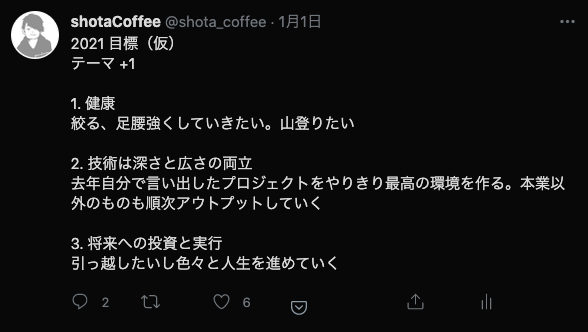 shotaCoffee @shota_coffee · 1月1日
2021 目標（仮）
テーマ +1
1. 健康
絞る、足腰強くしていきたい。山登りたい
2. 技術は深さと広さの両立
去年自分で言い出したプロジェクトをやりきり最高の環境を作る。本業以
外のものも順次アウトプットしていく
3. 将来への投資と実行
引っ越したいし色々と人生を進めていく
2 6